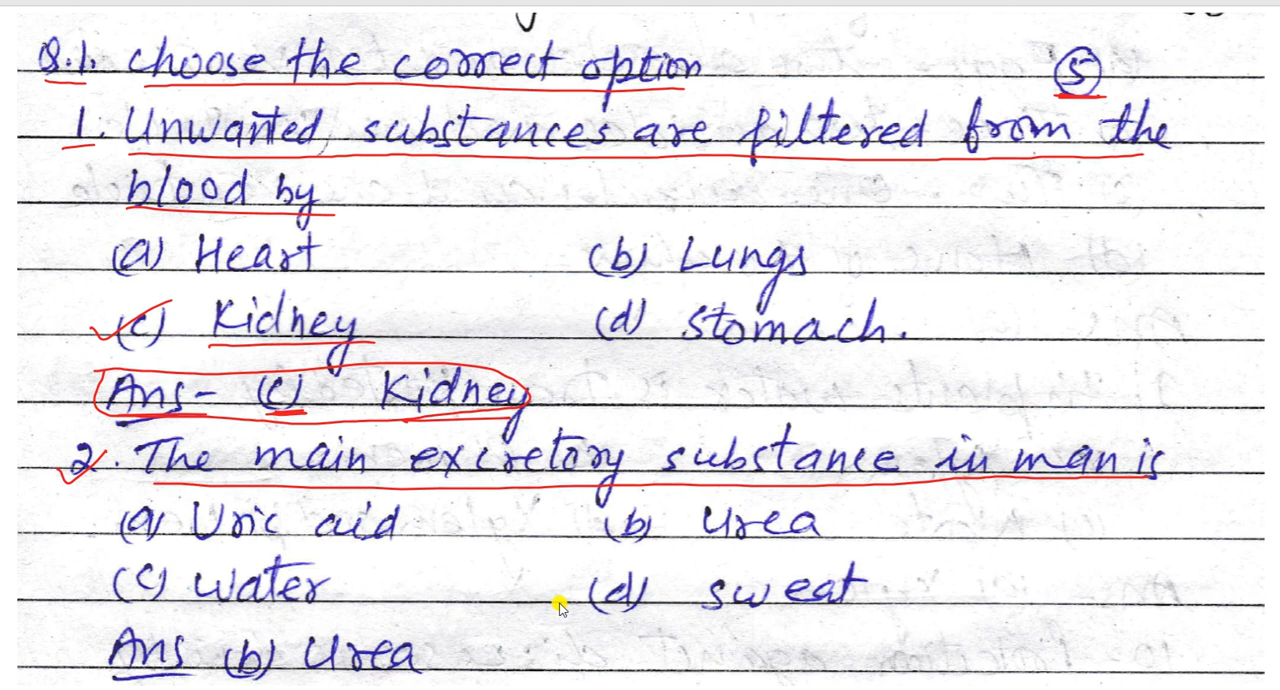 Q.1. Choose the correct option (5)
1. Unwanted substances are filtered from the
blood by
(a) Heart (b) Lungs
(c) Kidney (d) Stomach.
Ans- (c) Kidney
2. The main excretory substance in man is
(a) Uric aid (b) Urea
(c) Water (d) sweat
Ans (b) Urea